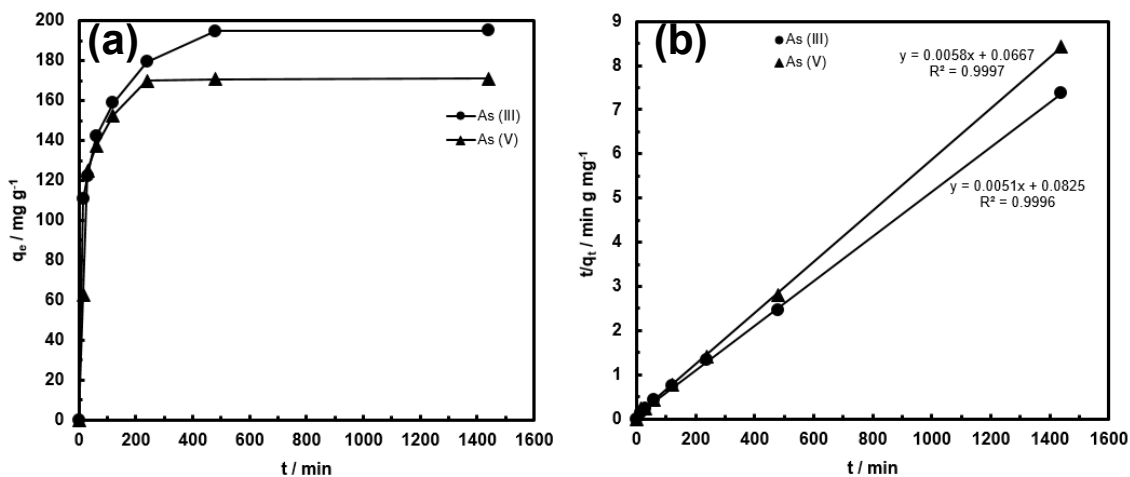 (a)
200
180
160
140
120
100
80
60
40
20
0
qₑ / mg g⁻¹
As (III)
As (V)
0 200 400 600 800 1000 1200 1400 1600
t / min
(b)
9
8
7
6
5
4
3
2
1
0
t/qₜ / min g mg⁻¹
As (III)
As (V)
y = 0.0058x + 0.0667
R² = 0.9997
y = 0.0051x + 0.0825
R² = 0.9996
0 200 400 600 800 1000 1200 1400 1600
t / min